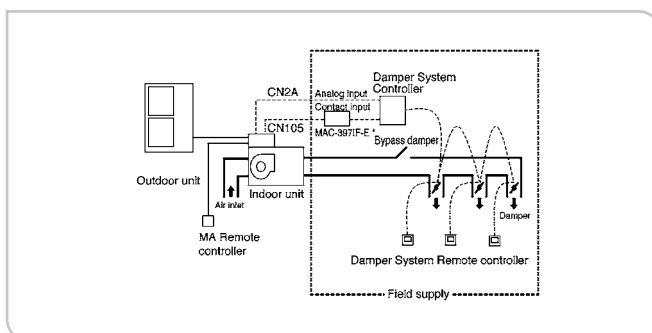 Damper System
Controller
CN2A
Analog input
Contact input
CN105
MAC-397IF-E *
Bypass damper
Outdoor unit
Indoor unit
Air inlet
Damper
MA Remote
controller
Damper System Remote controller
Field supply